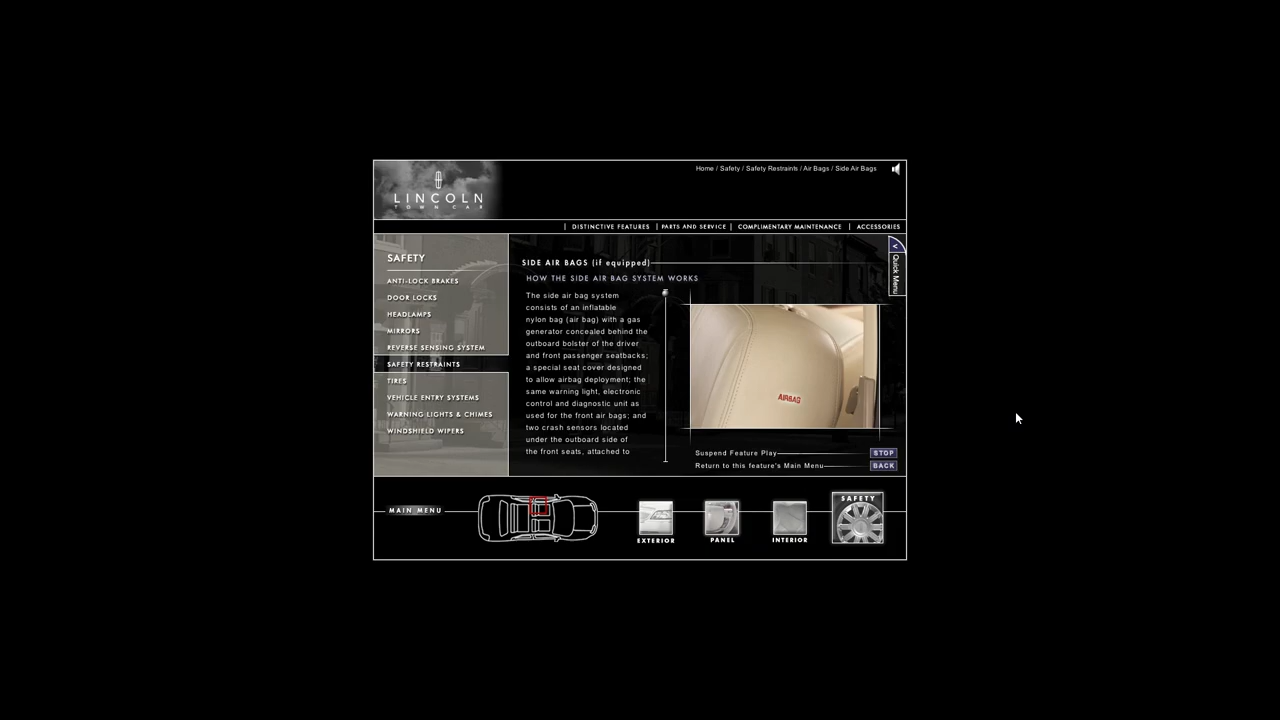 Home / Safety / Safety Restraints / Air Bags / Side Air Bags
LINCOLN
TOWN CAR
DISTINCTIVE FEATURES
PARTS AND SERVICE
COMPLIMENTARY MAINTENANCE
ACCESSORIES
Quick Menu
SAFETY
ANTI-LOCK BRAKES
DOOR LOCKS
HEADLAMPS
MIRRORS
REVERSE SENSING SYSTEM
SAFETY RESTRAINTS
TIRES
VEHICLE ENTRY SYSTEMS
WARNING LIGHTS & CHIMES
WINDSHIELD WIPERS
SIDE AIR BAGS (if equipped)
HOW THE SIDE AIR BAG SYSTEM WORKS
The side air bag system
consists of an inflatable
nylon bag (air bag) with a gas
generator concealed behind the
outboard bolster of the driver
and front passenger seatbacks;
a special seat cover designed
to allow airbag deployment; the
same warning light, electronic
control and diagnostic unit as
used for the front air bags; and
two crash sensors located
under the outboard side of
the front seats, attached to
AIRBAG
Suspend Feature Play
STOP
Return to this feature's Main Menu
BACK
MAIN MENU
EXTERIOR
PANEL
INTERIOR
SAFETY